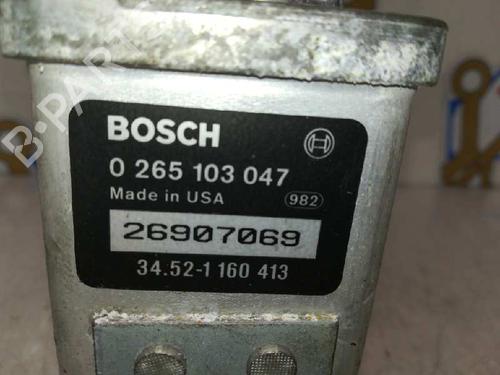 B-PARTS
BOSCH
0 265 103 047
Made in USA 982
26907069
34.52-1 160 413